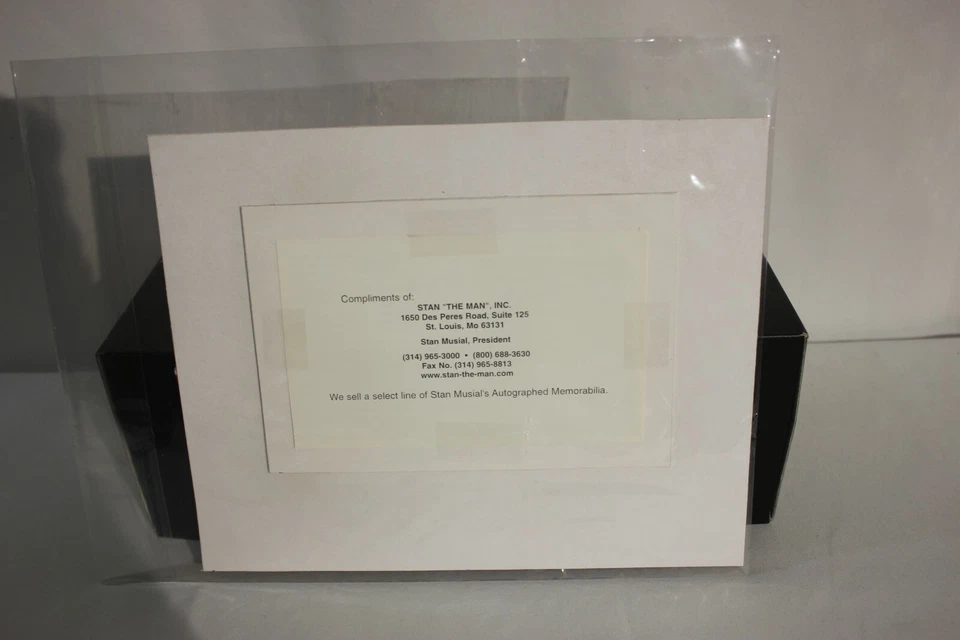 Compliments of:
STAN "THE MAN", INC.
1650 Des Peres Road, Suite 125
St. Louis, Mo 63131
Stan Musial, President
(314) 965-3000 • (800) 688-3630
Fax No. (314) 965-8813
www.stan-the-man.com
We sell a select line of Stan Musial's Autographed Memorabilia.